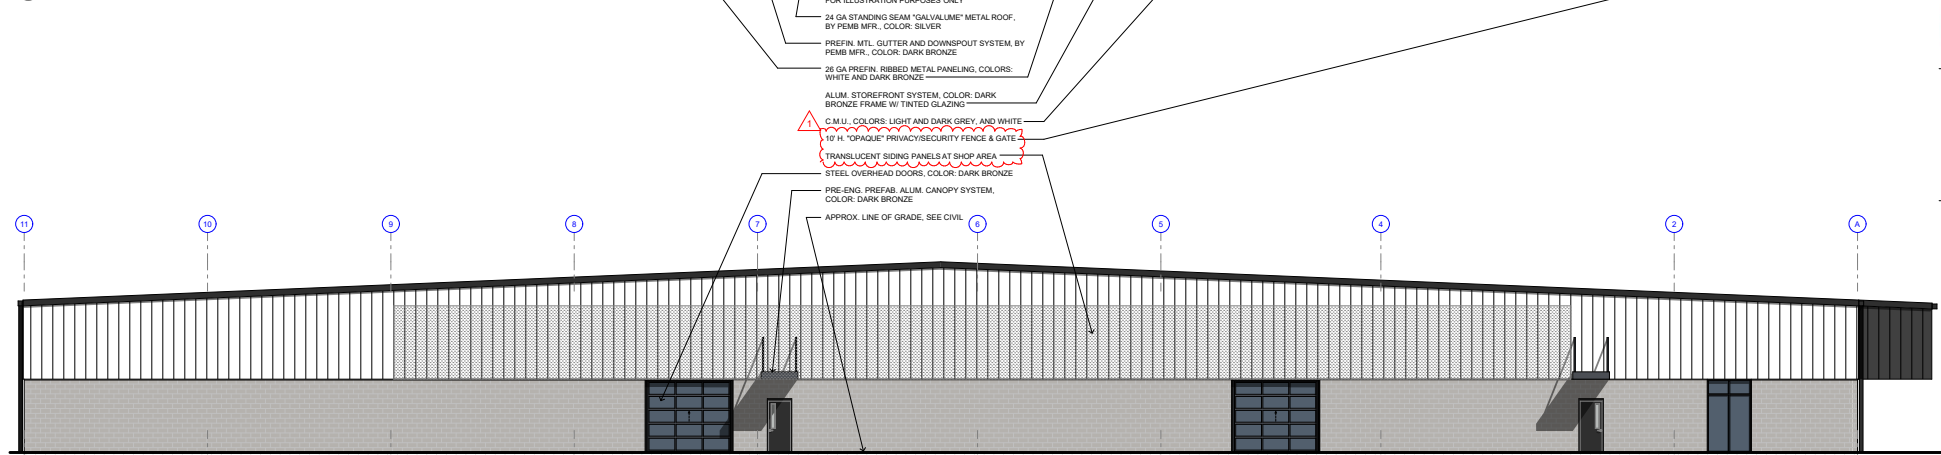 FOR ILLUSTRATION PURPOSES ONLY
24 GA STANDING SEAM "GALVALUME" METAL ROOF,
BY PEMB MFR., COLOR: SILVER
PREFIN. MTL. GUTTER AND DOWNSPOUT SYSTEM, BY
PEMB MFR., COLOR: DARK BRONZE
26 GA PREFIN. RIBBED METAL PANELING, COLORS:
WHITE AND DARK BRONZE
ALUM. STOREFRONT SYSTEM, COLOR: DARK
BRONZE FRAME W/ TINTED GLAZING
1
C.M.U., COLORS: LIGHT AND DARK GREY, AND WHITE
10' H. "OPAQUE" PRIVACY/SECURITY FENCE & GATE
TRANSLUCENT SIDING PANELS AT SHOP AREA
STEEL OVERHEAD DOORS, COLOR: DARK BRONZE
PRE-ENG. PREFAB. ALUM. CANOPY SYSTEM,
COLOR: DARK BRONZE
APPROX. LINE OF GRADE, SEE CIVIL
11 10 9 8 7 6 5 4 2 A